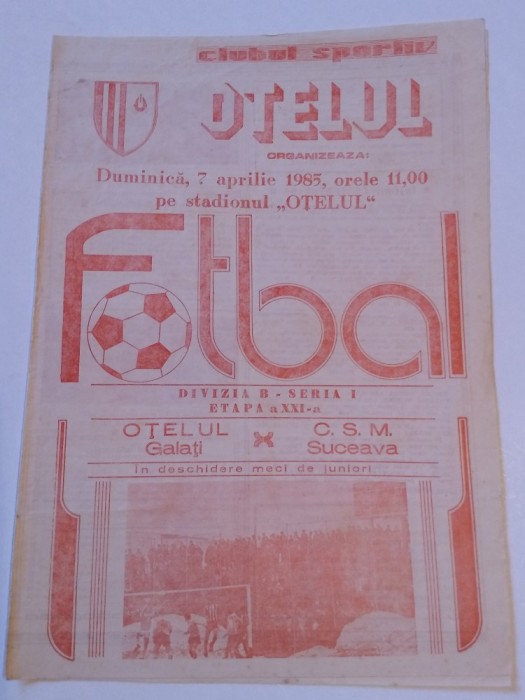 clubul sportiv
OȚELUL
ORGANIZEAZA:
Duminică, 7 aprilie 1985, orele 11,00
pe stadionul „OȚELUL“
Fotbal
DIVIZIA B - SERIA I
ETAPA a XXI-a
OȚELUL Galați x C. S. M. Suceava
în deschidere meci de juniori